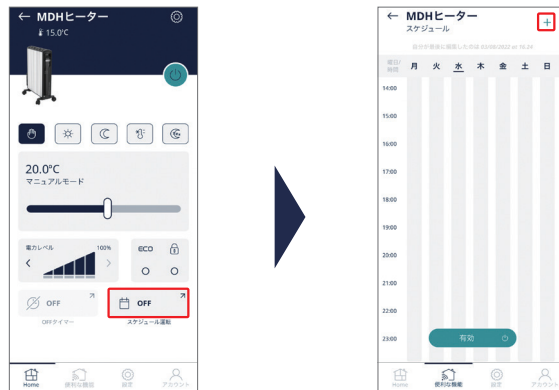 ← MDHヒーター
15.0℃
20.0℃
マニュアルモード
電力レベル 100%
ECO
OFF
OFF
OFFタイマー スケジュール運転
Home 便利な機能 設定 アカウント
← MDHヒーター
スケジュール
+
曜日/
時間
月 火 水 木 金 土 日
14:00
15:00
16:00
17:00
18:00
19:00
20:00
21:00
22:00
23:00
有効
Home 便利な機能 設定 アカウント